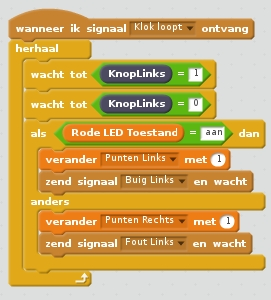 wanneer ik signaal Klok loopt ontvang
herhaal
wacht tot KnopLinks = 1
wacht tot KnopLinks = 0
als Rode LED Toestand = aan dan
verander Punten Links met 1
zend signaal Buig Links en wacht
anders
verander Punten Rechts met 1
zend signaal Fout Links en wacht